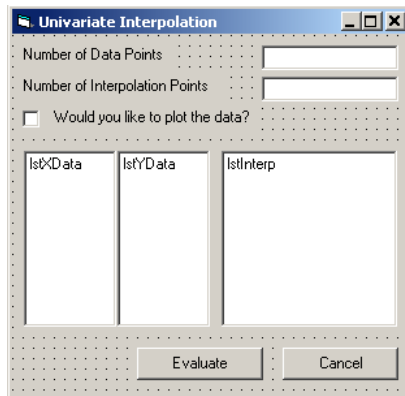 Univariate Interpolation
Number of Data Points
Number of Interpolation Points
Would you like to plot the data?
lstXData lstYData lstInterp
Evaluate Cancel